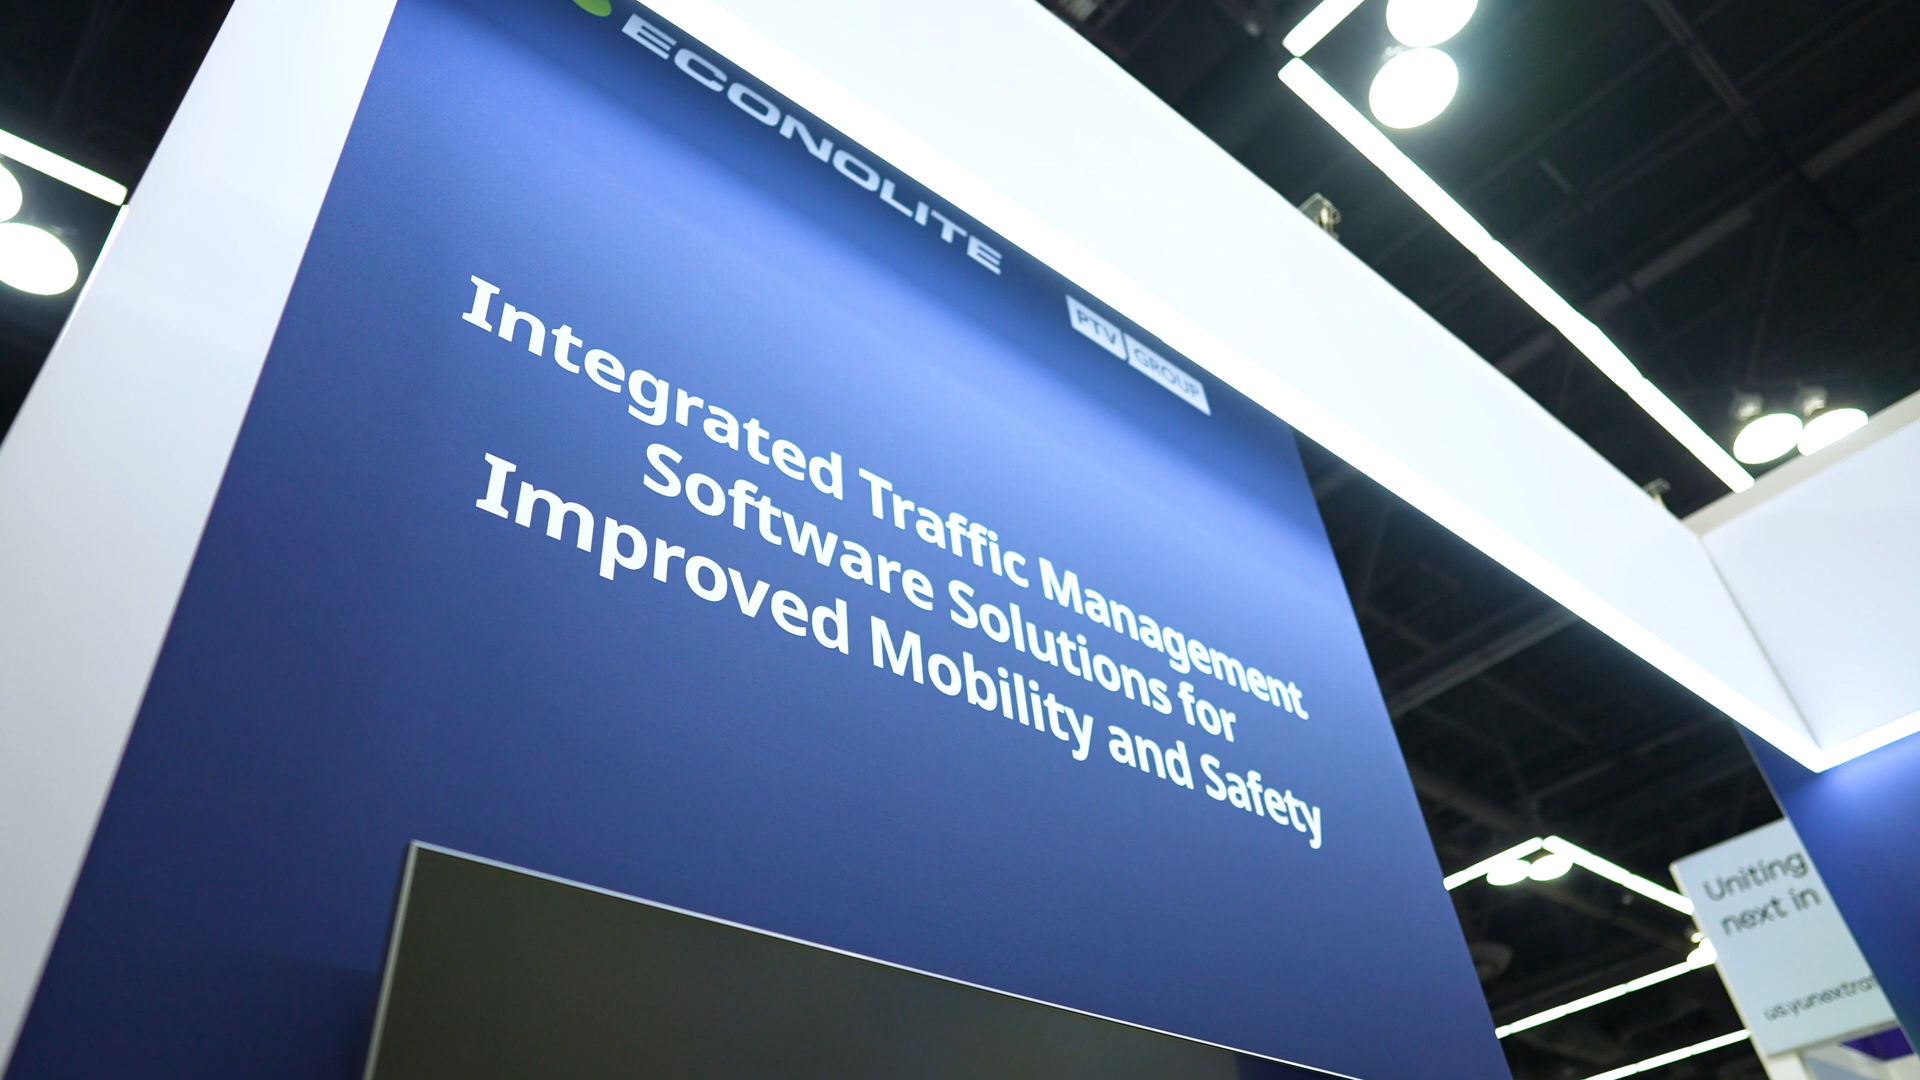 ECONOLITE
PTV GROUP
Integrated Traffic Management
Software Solutions for
Improved Mobility and Safety
Uniting
next in